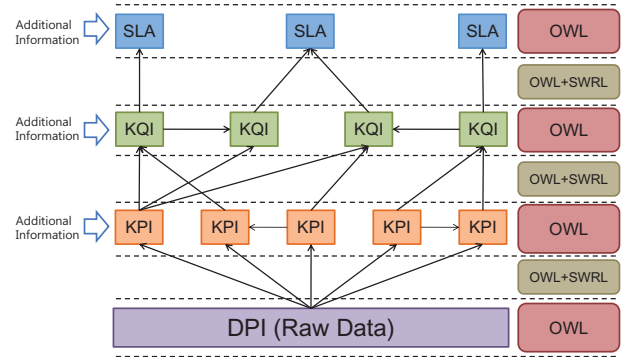 Additional
Information
SLA
SLA
SLA
OWL
OWL+SWRL
Additional
Information
KQI
KQI
KQI
KQI
OWL
OWL+SWRL
Additional
Information
KPI
KPI
KPI
KPI
KPI
OWL
OWL+SWRL
DPI (Raw Data)
OWL